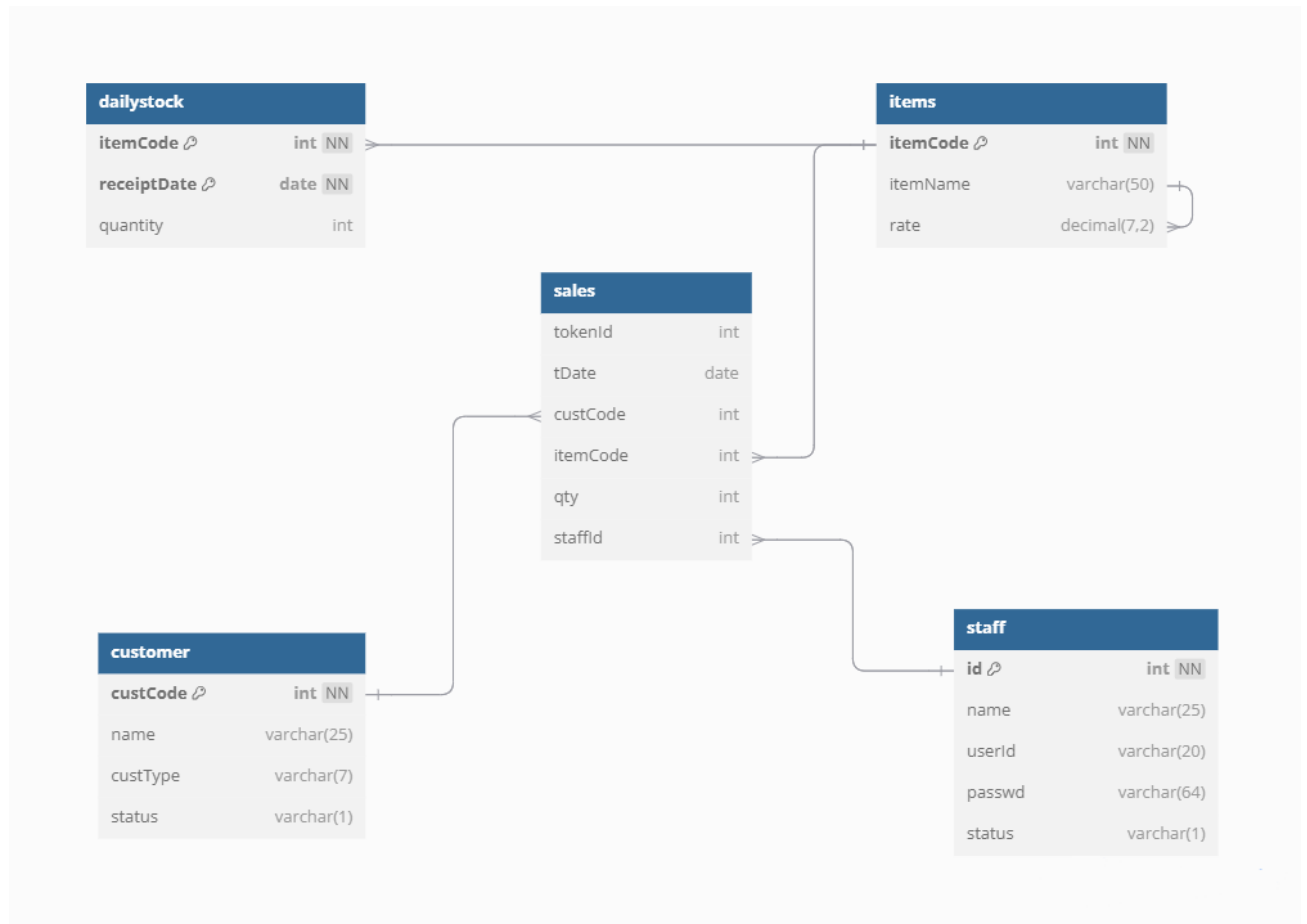 dailystock
itemCode int NN
receiptDate date NN
quantity int
items
itemCode int NN
itemName varchar(50)
rate decimal(7,2)
sales
tokenId int
tDate date
custCode int
itemCode int
qty int
staffId int
customer
custCode int NN
name varchar(25)
custType varchar(7)
status varchar(1)
staff
id int NN
name varchar(25)
userId varchar(20)
passwd varchar(64)
status varchar(1)